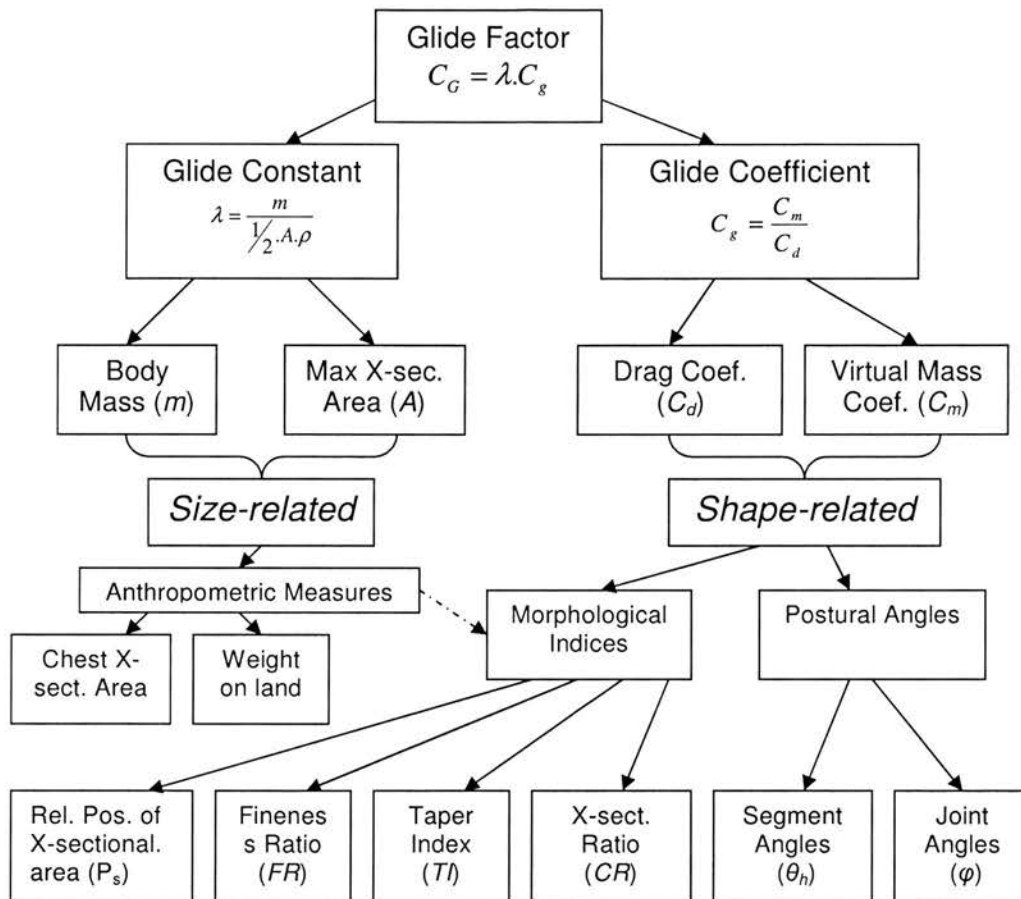 Glide Factor
C_G = λ.C_g
Glide Constant
λ = m / ½.A.ρ
Glide Coefficient
C_g = C_m / C_d
Body
Mass (m)
Max X-sec.
Area (A)
Drag Coef.
(C_d)
Virtual Mass
Coef. (C_m)
Size-related
Shape-related
Anthropometric Measures
Morphological
Indices
Postural Angles
Chest X-
sect. Area
Weight
on land
Rel. Pos. of
X-sectional.
area (P_s)
Finenes
s Ratio
(FR)
Taper
Index
(TI)
X-sect.
Ratio
(CR)
Segment
Angles
(θ_h)
Joint
Angles
(φ)